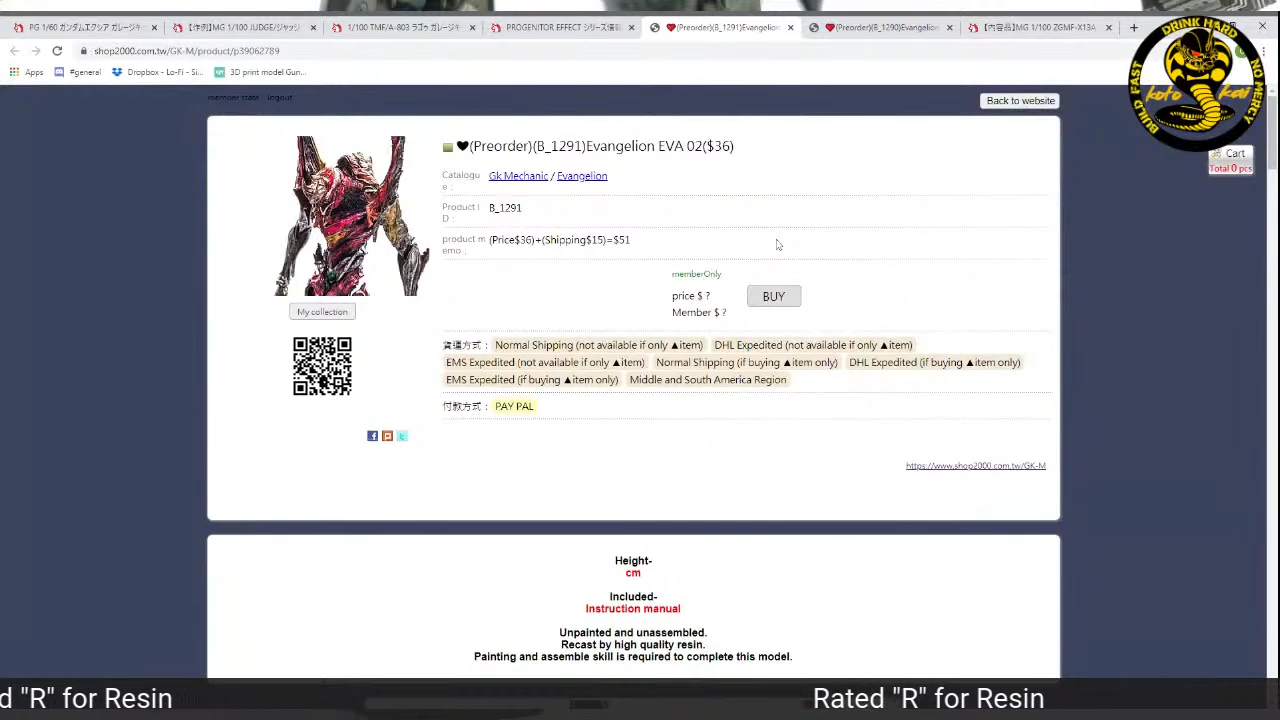 PG 1/60 ガンダムエクシア ガレージキ
【作例】MG 1/100 JUDGE/ジャッジ
1/100 TMF/A-803 ラゴゥ ガレージキ
PROGENITOR EFFECT シリーズ情報
❤(Preorder)(B_1291)Evangelion
❤(Preorder)(B_1290)Evangelion
【内容品】MG 1/100 ZGMF-X13A
shop2000.com.tw/GK-M/product/p39062789
Apps
#general
Dropbox - Lo-Fi - Si...
3D print model Gun...
DRINK HARD
BUILD FAST
NO MERCY
koto kai
member state logout
Back to website
Cart
Total 0 pcs
♥(Preorder)(B_1291)Evangelion EVA 02($36)
Catalogue : Gk Mechanic / Evangelion
Product ID : B_1291
product memo : (Price$36)+(Shipping$15)=$51
memberOnly
price $ ?
Member $ ?
BUY
My collection
貨運方式： Normal Shipping (not available if only ▲item) DHL Expedited (not available if only ▲item)
EMS Expedited (not available if only ▲item) Normal Shipping (if buying ▲item only) DHL Expedited (if buying ▲item only)
EMS Expedited (if buying ▲item only) Middle and South America Region
付款方式： PAY PAL
https://www.shop2000.com.tw/GK-M
Height-
cm
Included-
Instruction manual
Unpainted and unassembled.
Recast by high quality resin.
Painting and assemble skill is required to complete this model.
d "R" for Resin
Rated "R" for Resin